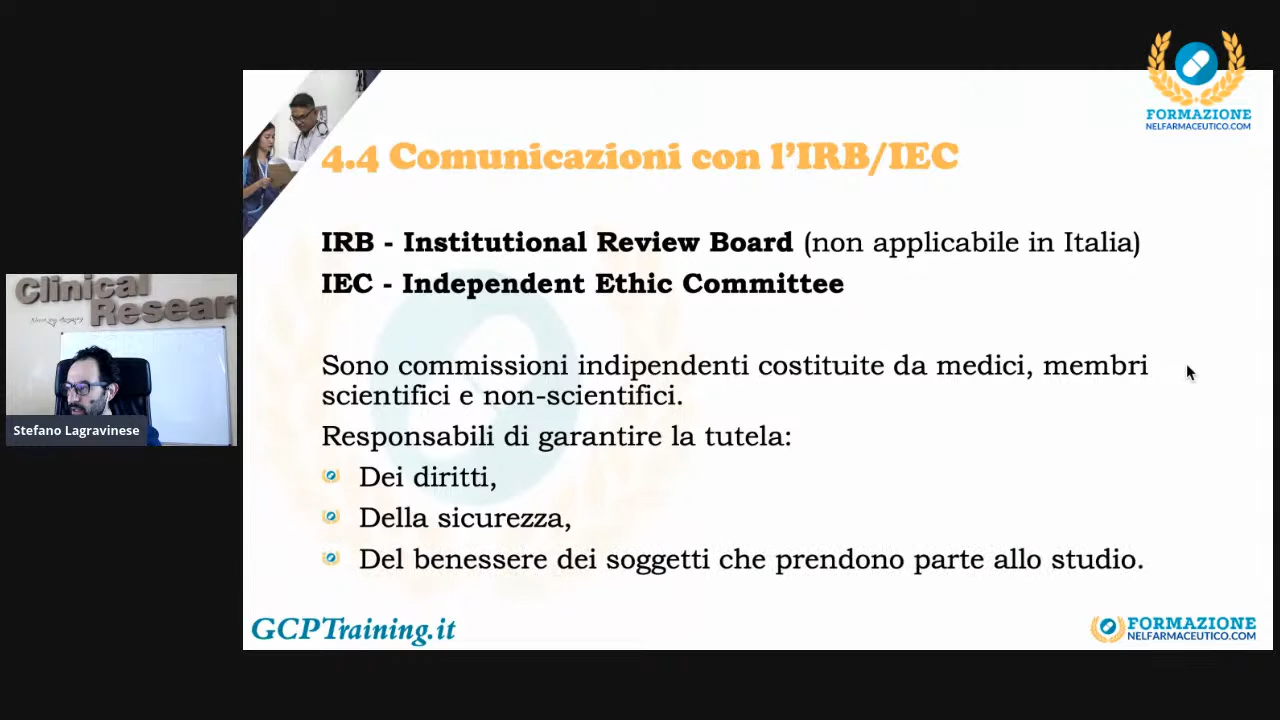 FORMAZIONE
NELFARMACEUTICO.COM
4.4 Comunicazioni con l'IRB/IEC
IRB - Institutional Review Board (non applicabile in Italia)
IEC - Independent Ethic Committee
Clinical
Resear
Stefano Lagravinese
Sono commissioni indipendenti costituite da medici, membri
scientifici e non-scientifici.
Responsabili di garantire la tutela:
Dei diritti,
Della sicurezza,
Del benessere dei soggetti che prendono parte allo studio.
GCPTraining.it
FORMAZIONE
NELFARMACEUTICO.COM